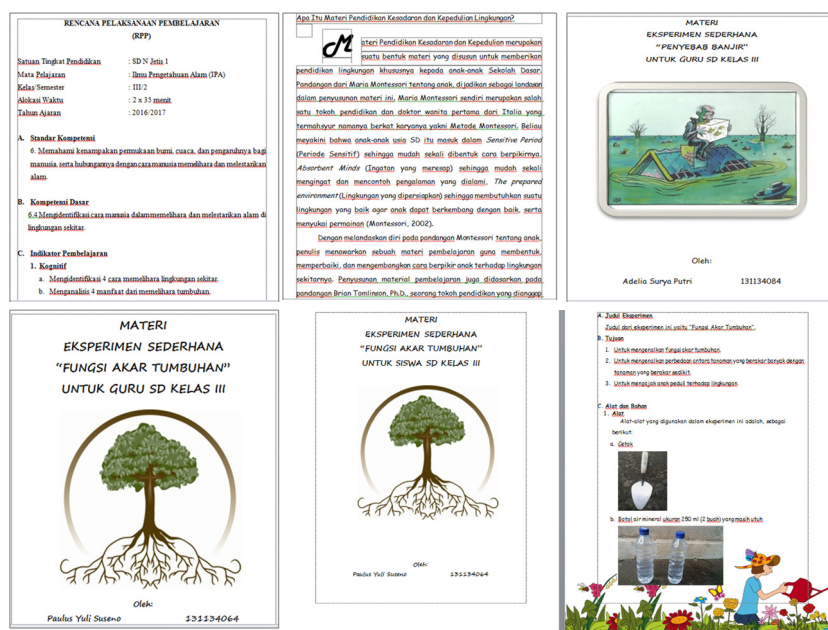 RENCANA PELAKSANAAN PEMBELAJARAN
(RPP)
Satuan Tingkat Pendidikan : SD N Jetis 1
Mata Pelajaran : Ilmu Pengetahuan Alam (IPA)
Kelas/Semester : III/2
Alokasi Waktu : 2 x 35 menit
Tahun Ajaran : 2016/2017
A. Standar Kompetensi
6. Memahami kenampakan permukaan bumi, cuaca, dan pengaruhnya bagi
manusia, serta hubungannya dengan cara manusia memelihara dan melestarikan
alam.
B. Kompetensi Dasar
6.4 Mengidentifikasi cara manusia dalam memelihara dan melestarikan alam di
lingkungan sekitar.
C. Indikator Pembelajaran
1. Kognitif
a. Mengidentifikasi 4 cara memelihara lingkungan sekitar.
b. Menganalisis 4 manfaat dari memelihara tumbuhan.
Apa Itu Materi Pendidikan Kesadaran dan Kepedulian Lingkungan?
Materi Pendidikan Kesadaran dan Kepedulian merupakan
suatu bentuk materi yang disusun untuk memberikan
pendidikan lingkungan khususnya kepada anak-anak Sekolah Dasar.
Pandangan dari Maria Montessori tentang anak, dijadikan sebagai landasan
dalam penyusunan materi ini. Maria Montessori sendiri merupakan salah
satu tokoh pendidikan dan doktor wanita pertama dari Italia yang
termahsyur namanya berkat karyanya yakni Metode Montessori. Beliau
meyakini bahwa anak-anak usia SD itu masuk dalam Sensitive Period
(Periode Sensitif) sehingga mudah sekali dibentuk cara berpikirnya,
Absorbent Minds (Ingatan yang meresap) sehingga mudah sekali
mengingat dan mencontoh pengalaman yang dialami, The prepared
environment (Lingkungan yang dipersiapkan) sehingga membutuhkan suatu
lingkungan yang baik agar anak dapat berkembang dengan baik, serta
menyukai permainan (Montessori, 2002).
Dengan melandaskan diri pada pandangan Montessori tentang anak,
penulis menawarkan sebuah materi pembelajaran guna membentuk,
memperbaiki, dan mengembangkan cara berpikir anak terhadap lingkungan
sekitarnya. Penyusunan material pembelajaran juga didasarkan pada
pandangan Brian Tomlinson, Ph.D., seorang tokoh pendidikan yang dianggap
MATERI
EKSPERIMEN SEDERHANA
"PENYEBAB BANJIR"
UNTUK GURU SD KELAS III
Oleh:
Adelia Surya Putri 131134084
MATERI
EKSPERIMEN SEDERHANA
"FUNGSI AKAR TUMBUHAN"
UNTUK GURU SD KELAS III
Oleh:
Paulus Yuli Suseno 131134064
MATERI
EKSPERIMEN SEDERHANA
"FUNGSI AKAR TUMBUHAN"
UNTUK SISWA SD KELAS III
Oleh:
Paulus Yuli Suseno 131134064
A. Judul Eksperimen
Judul dari eksperimen ini yaitu "Fungsi Akar Tumbuhan".
B. Tujuan
1. Untuk mengenalkan fungsi akar tumbuhan.
2. Untuk mengenalkan perbedaan antara tanaman yang berakar banyak dengan
tanaman yang berakar sedikit.
3. Untuk mengajak anak peduli terhadap lingkungan.
C. Alat dan Bahan
1. Alat
Alat-alat yang digunakan dalam eksperimen ini adalah, sebagai
berikut:
a. Cetok
b. Botol air mineral ukuran 250 ml (2 buah) yang masih utuh